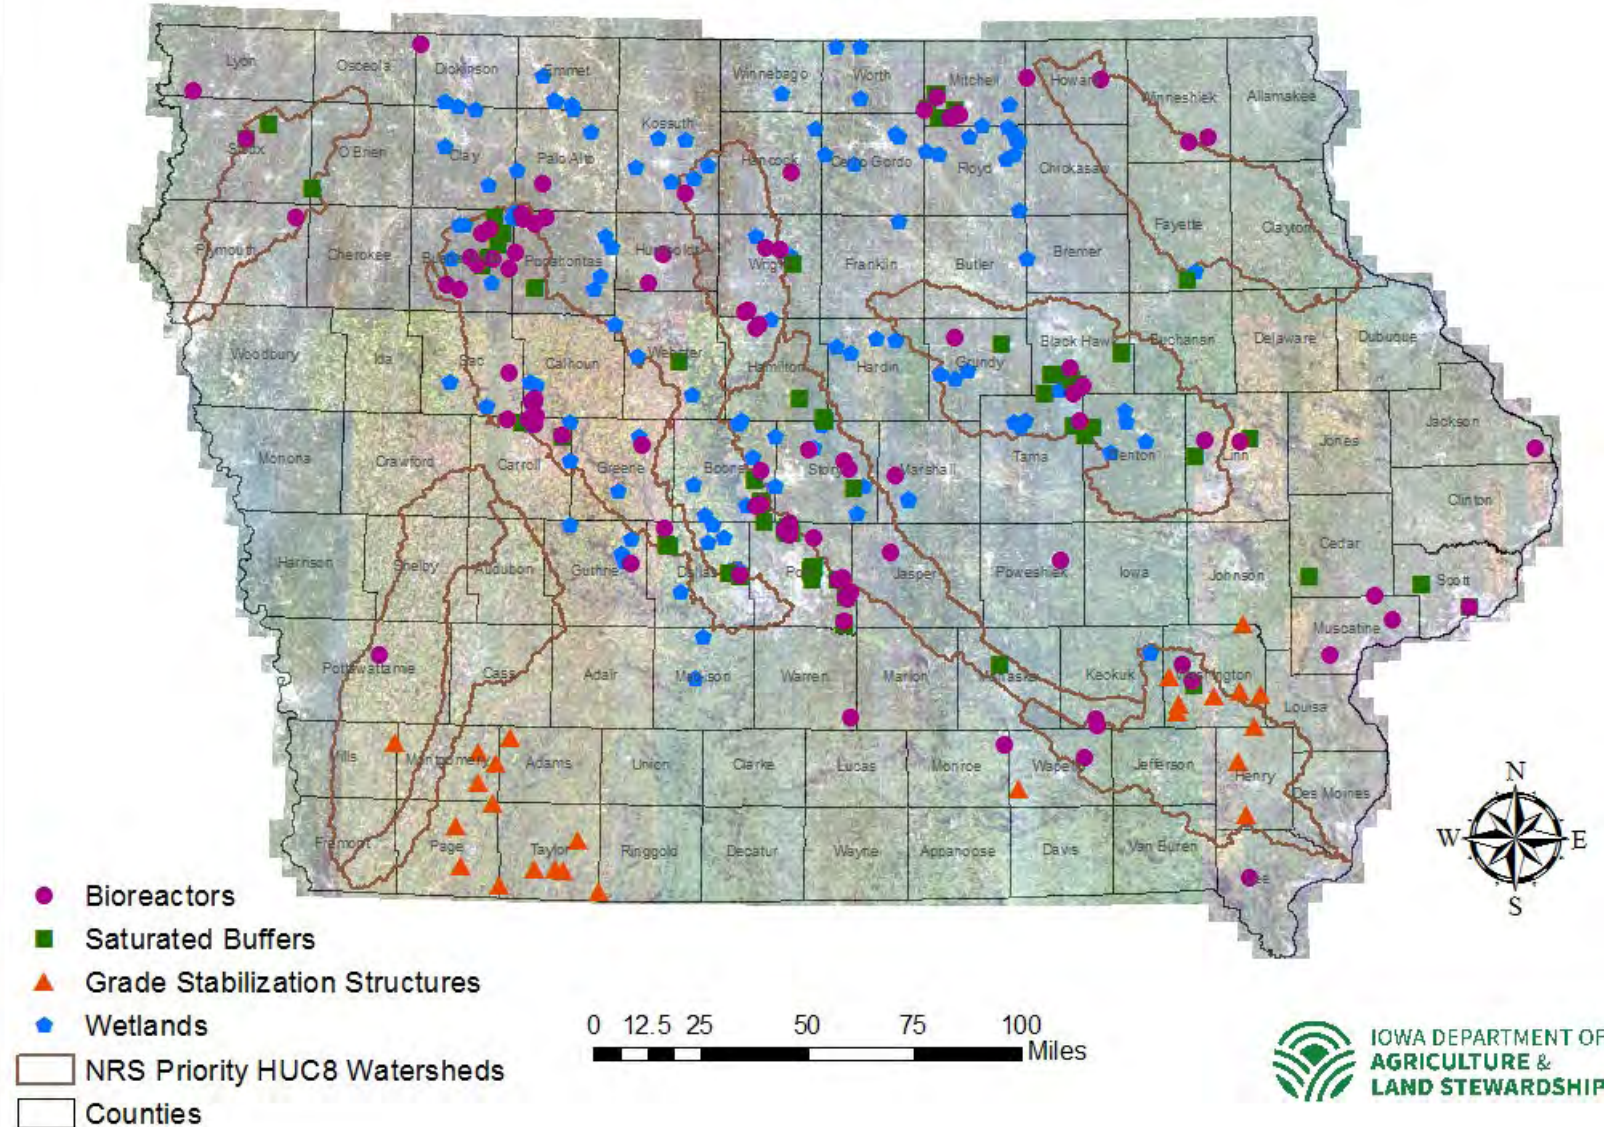 Lyon Osceola Dickinson Emmet Winnebago Worth Mitchell Howard Winneshiek Allamakee
Sioux O'Brien Clay Palo Alto Kossuth Hancock Cerro Gordo Floyd Chickasaw
Plymouth Cherokee Pocahontas Humboldt Wright Franklin Butler Bremer Fayette Clayton
Woodbury Ida Sac Calhoun Webster Hamilton Hardin Grundy Black Hawk Buchanan Delaware Dubuque
Monona Crawford Carroll Greene Boone Story Marshall Tama Benton Linn Jones Jackson
Clinton
Harrison Shelby Audubon Guthrie Dallas Jasper Poweshiek Iowa Johnson Cedar Scott
Muscatine
Pottawattamie Cass Adair Madison Warren Marion Keokuk Washington Louisa
Mills Montgomery Adams Union Clarke Lucas Monroe Wapello Jefferson Henry Des Moines
Fremont Page Taylor Ringgold Decatur Wayne Appanoose Davis Van Buren
N
W E
S
Bioreactors
Saturated Buffers
Grade Stabilization Structures
Wetlands
NRS Priority HUC8 Watersheds
Counties
0 12.5 25 50 75 100
Miles
IOWA DEPARTMENT OF
AGRICULTURE &
LAND STEWARDSHIP